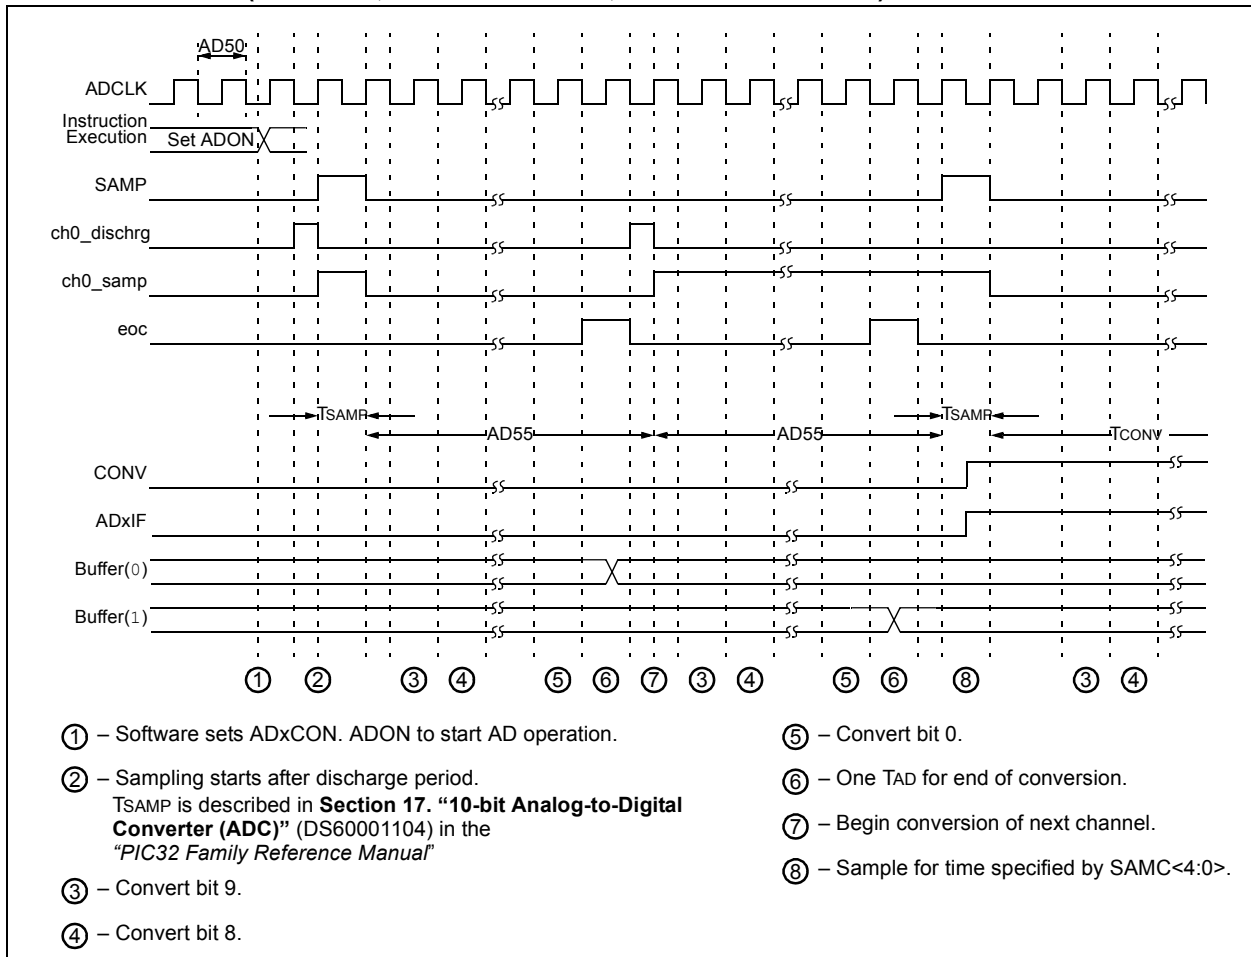 AD50
ADCLK
Instruction
Execution
Set ADON
SAMP
ch0_dischrg
ch0_samp
eoc
TSAMP
TSAMP
AD55
AD55
TCONV
CONV
ADxIF
Buffer(0)
Buffer(1)
1 2 3 4 5 6 7 3 4 5 6 8 3 4
1 – Software sets ADxCON. ADON to start AD operation.
2 – Sampling starts after discharge period.
TSAMP is described in Section 17. “10-bit Analog-to-Digital
Converter (ADC)” (DS60001104) in the
“PIC32 Family Reference Manual”
3 – Convert bit 9.
4 – Convert bit 8.
5 – Convert bit 0.
6 – One TAD for end of conversion.
7 – Begin conversion of next channel.
8 – Sample for time specified by SAMC<4:0>.